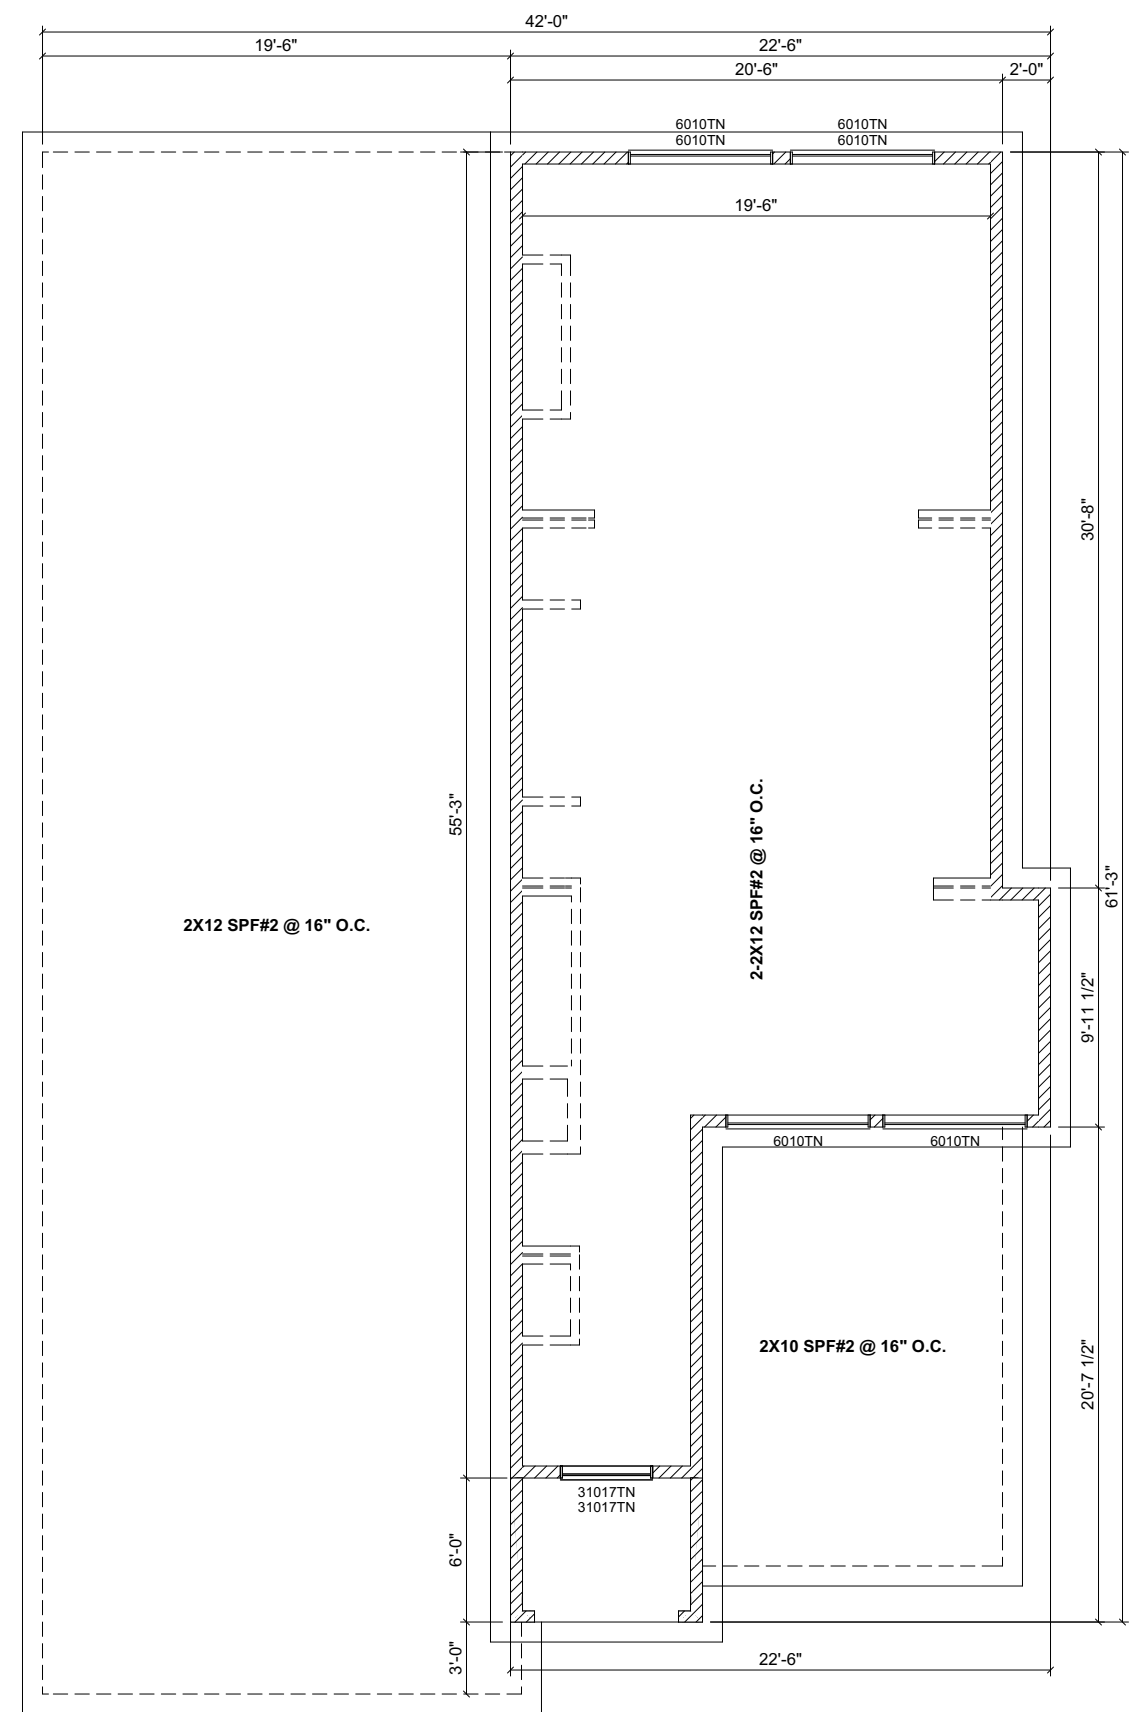 42'-0"
19'-6"
22'-6"
20'-6"
2'-0"
6010TN
6010TN
6010TN
6010TN
19'-6"
30'-8"
55'-3"
2-2X12 SPF#2 @ 16" O.C.
61'-3"
2X12 SPF#2 @ 16" O.C.
9'-11 1/2"
6010TN
6010TN
2X10 SPF#2 @ 16" O.C.
20'-7 1/2"
31017TN
31017TN
6'-0"
3'-0"
22'-6"